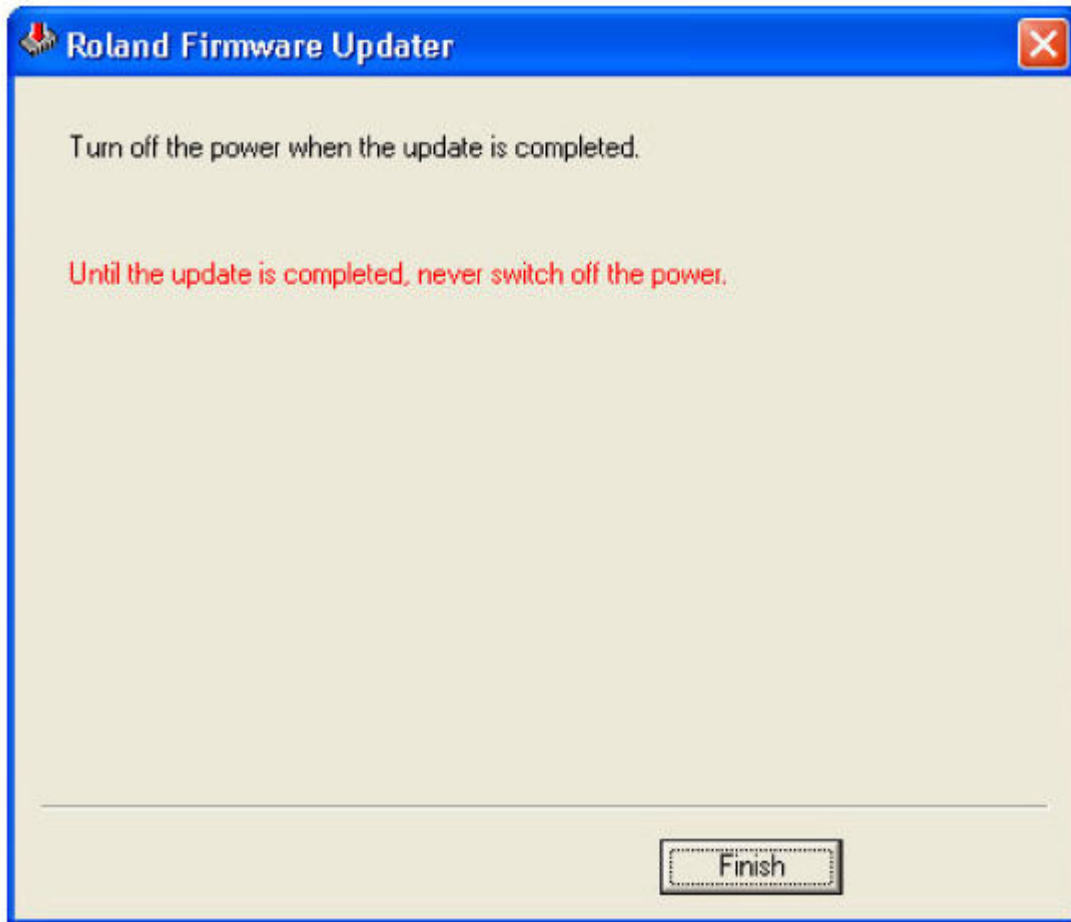 Roland Firmware Updater
Turn off the power when the update is completed.
Until the update is completed, never switch off the power.
Finish